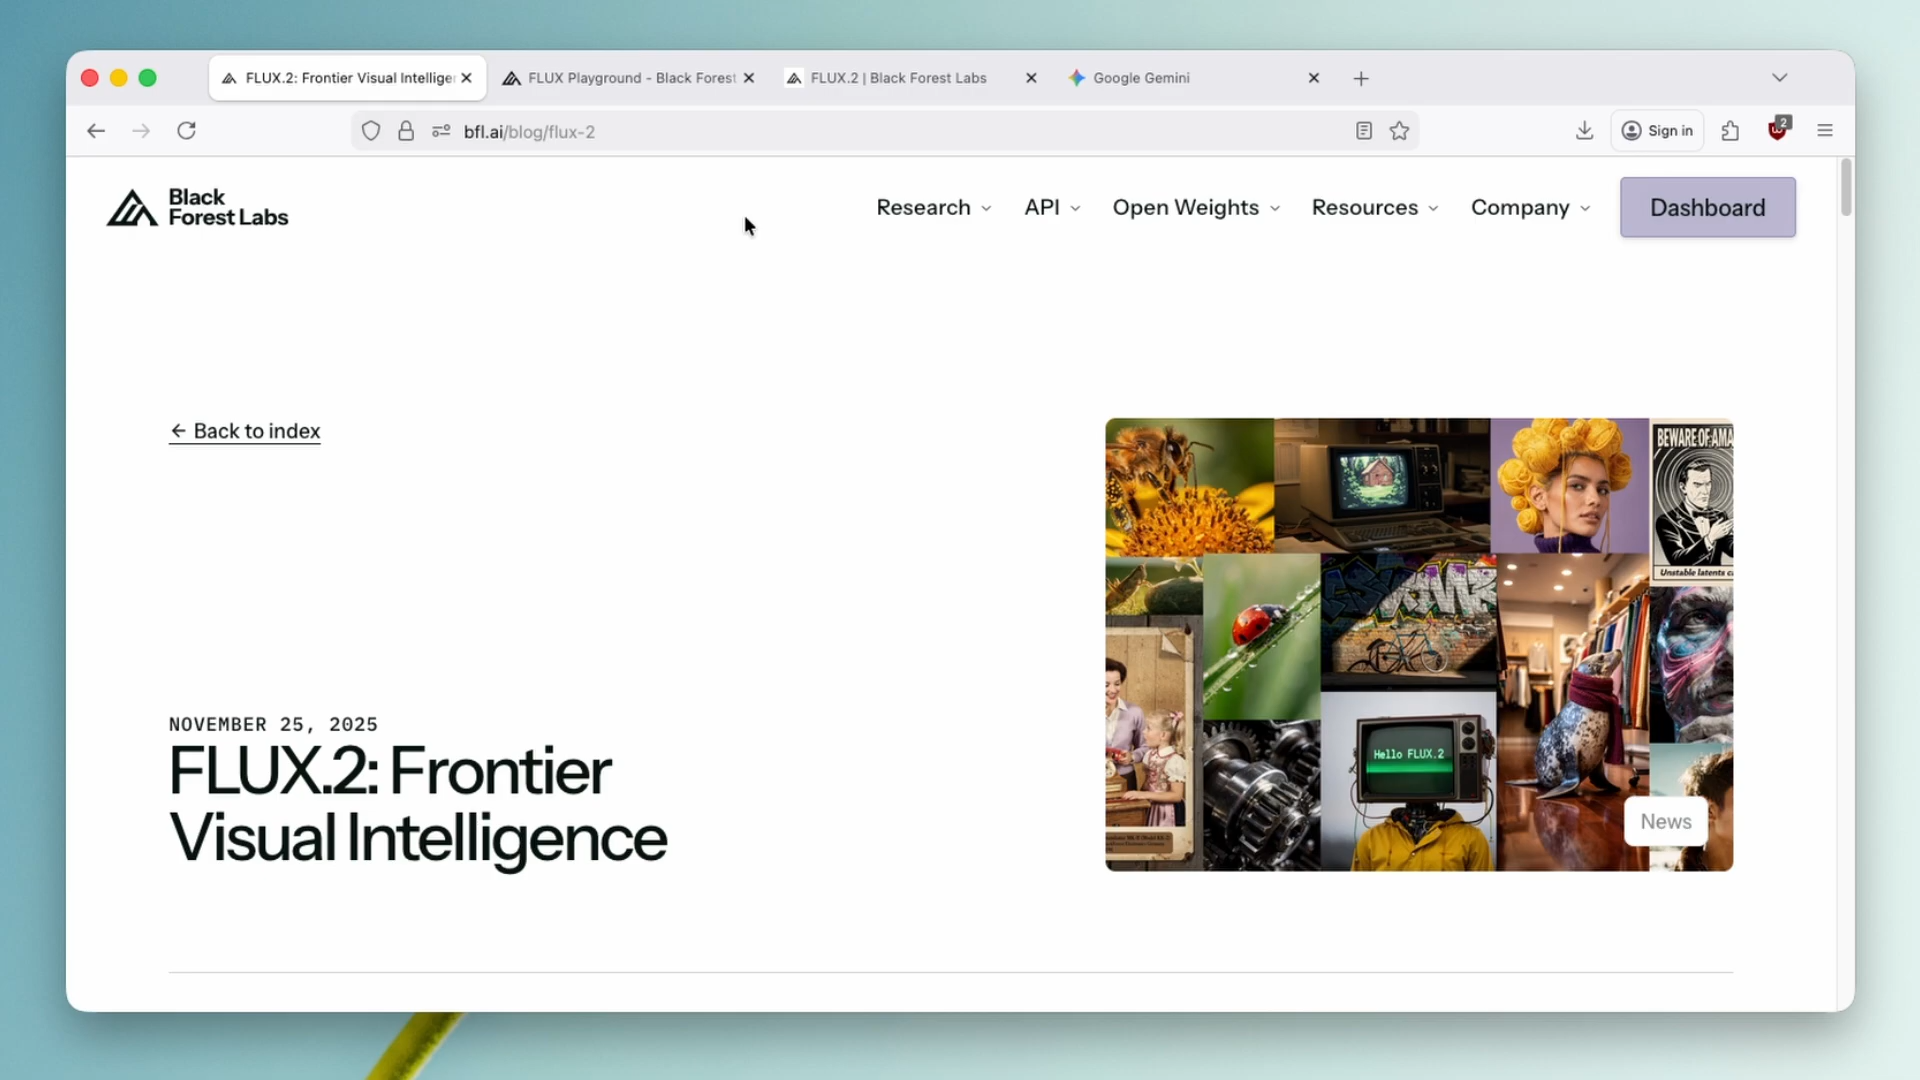 FLUX.2: Frontier Visual Intelliger
FLUX Playground - Black Forest
FLUX.2 | Black Forest Labs
Google Gemini
bfl.ai/blog/flux-2
Sign in
2
Black
Forest Labs
Research
API
Open Weights
Resources
Company
Dashboard
← Back to index
BEWARE OF AMA
Unstable latents c
Hello FLUX.2
News
NOVEMBER 25, 2025
FLUX.2: Frontier
Visual Intelligence